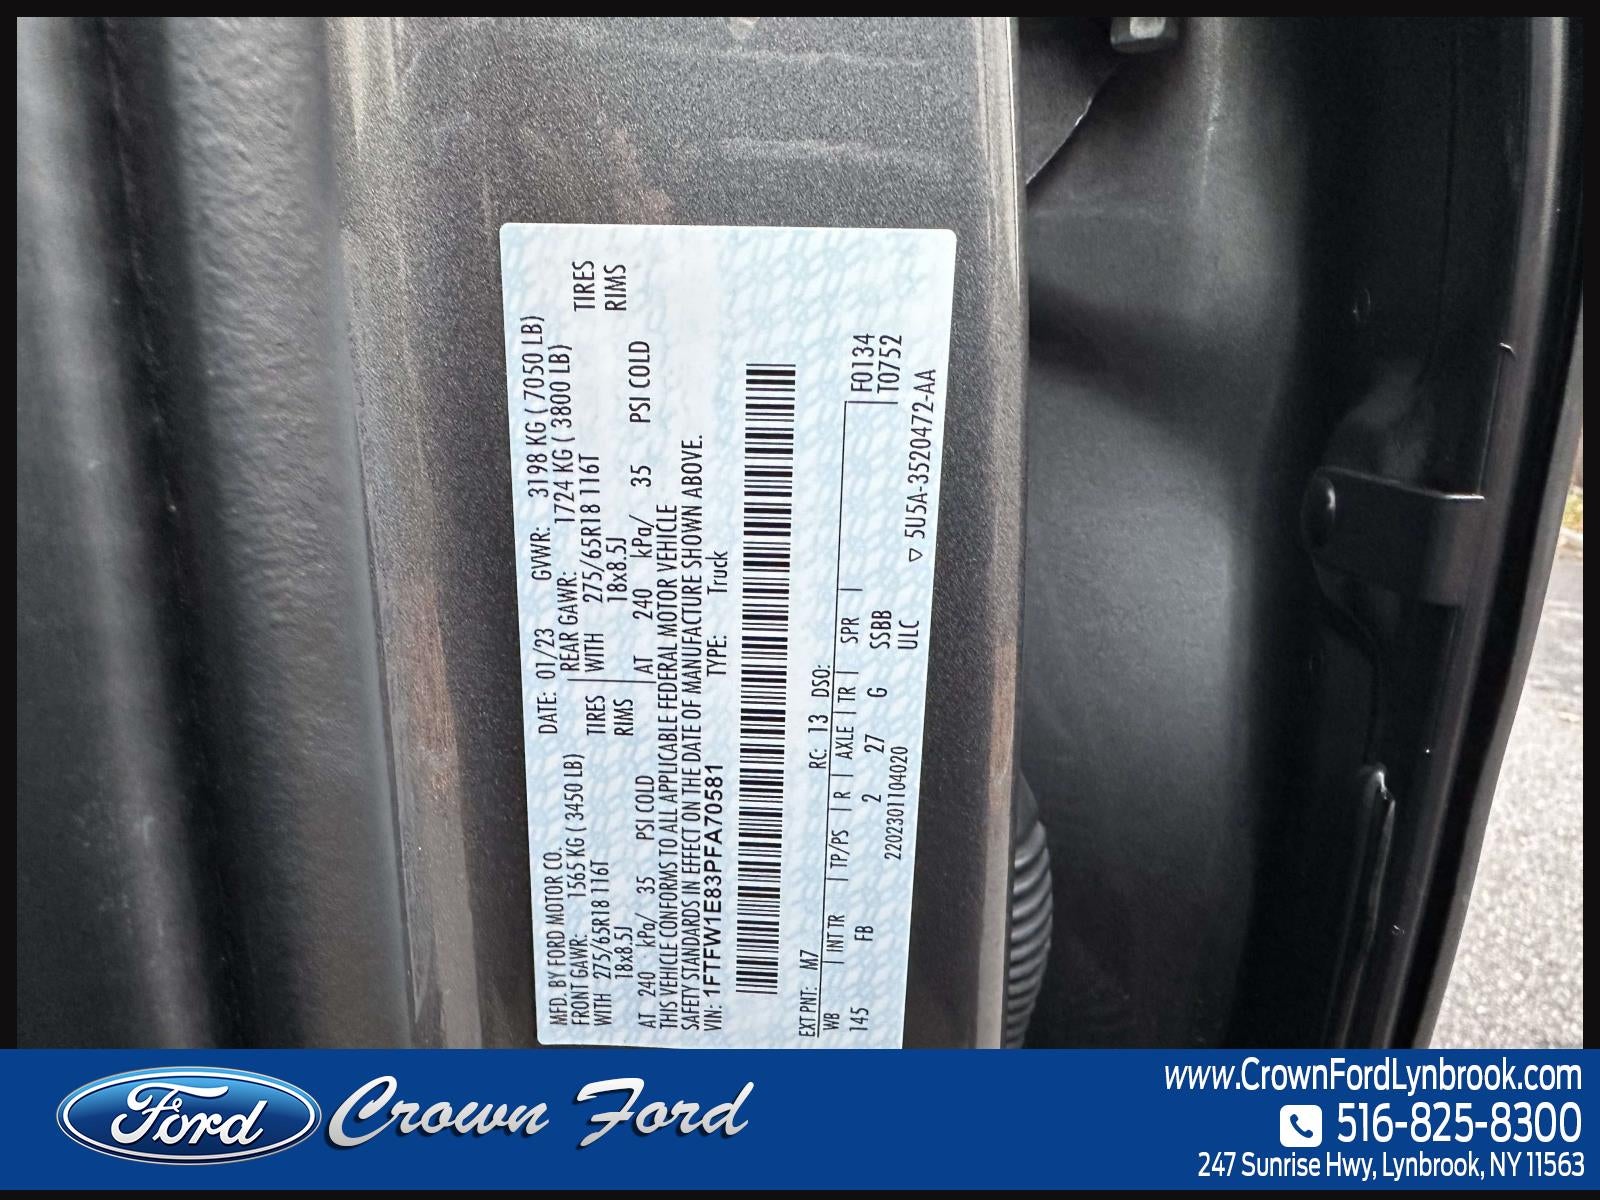 MFD. BY FORD MOTOR CO.
DATE: 01/23 GVWR: 3198 KG ( 7050 LB)
FRONT GAWR: 1565 KG ( 3450 LB) REAR GAWR: 1724 KG ( 3800 LB)
WITH 275/65R18 116T TIRES WITH 275/65R18 116T TIRES
18x8.5J RIMS 18x8.5J RIMS
AT 240 kPa/ 35 PSI COLD AT 240 kPa/ 35 PSI COLD
THIS VEHICLE CONFORMS TO ALL APPLICABLE FEDERAL MOTOR VEHICLE
SAFETY STANDARDS IN EFFECT ON THE DATE OF MANUFACTURE SHOWN ABOVE.
VIN: 1FTFW1E83PFA70581 TYPE: Truck
EXT PNT: M7 RC: 13 DSO:
WB | INT TR | TP/PS | R | AXLE | TR | SPR | F0134
145 FB 2 27 G SSBB | T0752
2202301104020 ULC
▽ 5U5A-3520472-AA
Ford Crown Ford
www.CrownFordLynbrook.com
516-825-8300
247 Sunrise Hwy, Lynbrook, NY 11563